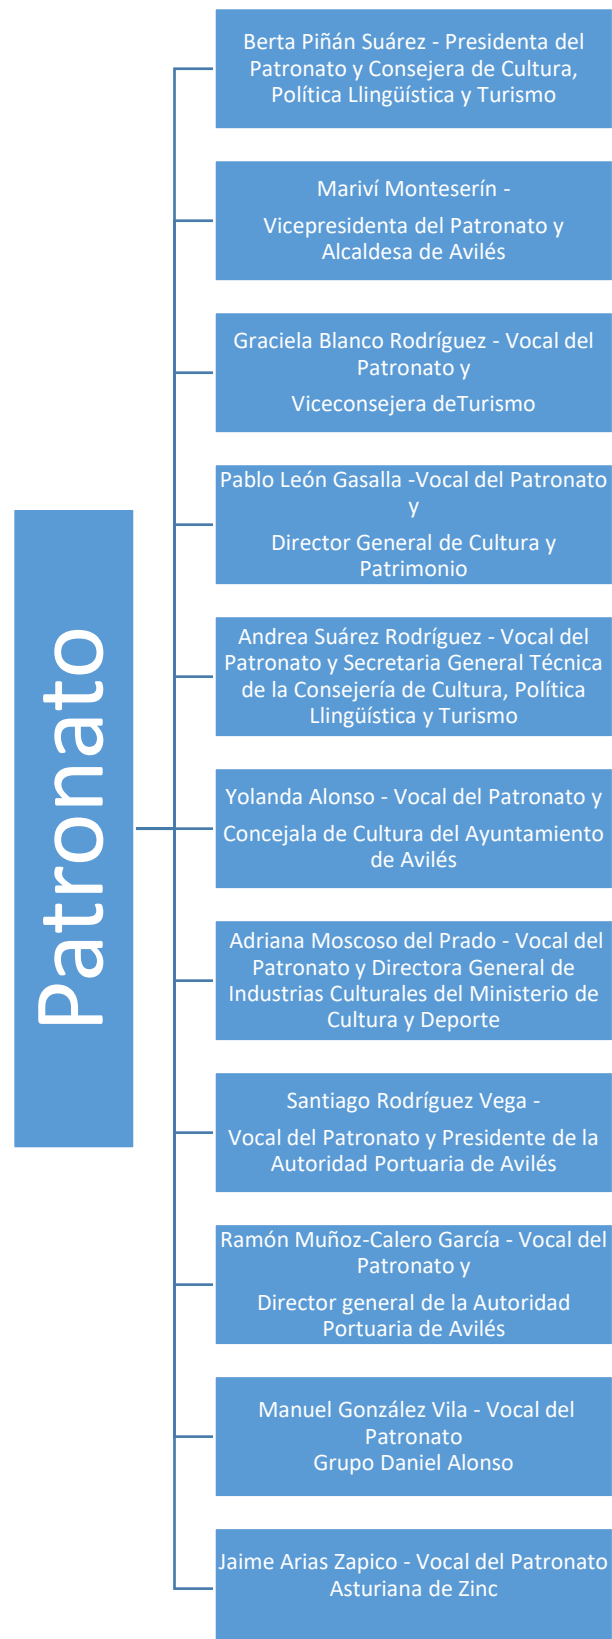 Patronato
Berta Piñán Suárez - Presidenta del
Patronato y Consejera de Cultura,
Política Llingüística y Turismo
Mariví Monteserín -
Vicepresidenta del Patronato y
Alcaldesa de Avilés
Graciela Blanco Rodríguez - Vocal del
Patronato y
Viceconsejera deTurismo
Pablo León Gasalla -Vocal del Patronato
y
Director General de Cultura y
Patrimonio
Andrea Suárez Rodríguez - Vocal del
Patronato y Secretaria General Técnica
de la Consejería de Cultura, Política
Llingüística y Turismo
Yolanda Alonso - Vocal del Patronato y
Concejala de Cultura del Ayuntamiento
de Avilés
Adriana Moscoso del Prado - Vocal del
Patronato y Directora General de
Industrias Culturales del Ministerio de
Cultura y Deporte
Santiago Rodríguez Vega -
Vocal del Patronato y Presidente de la
Autoridad Portuaria de Avilés
Ramón Muñoz-Calero García - Vocal del
Patronato y
Director general de la Autoridad
Portuaria de Avilés
Manuel González Vila - Vocal del
Patronato
Grupo Daniel Alonso
Jaime Arias Zapico - Vocal del Patronato
Asturiana de Zinc